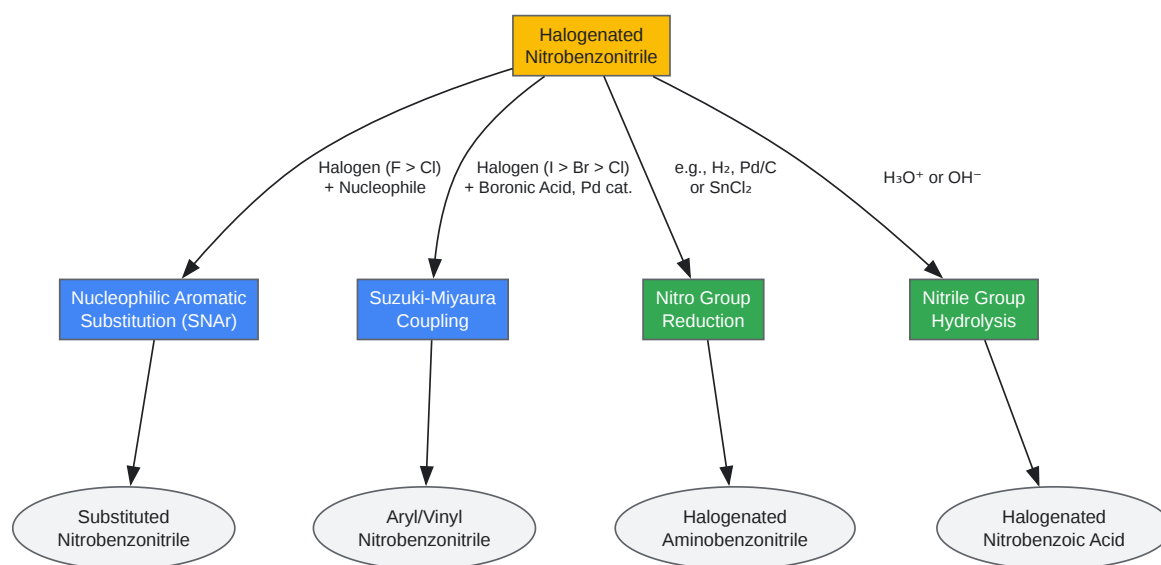 Halogenated
Nitrobenzonitrile
Halogen (F > Cl)
+ Nucleophile
Halogen (I > Br > Cl)
+ Boronic Acid, Pd cat.
e.g., H₂, Pd/C
or SnCl₂
H₃O⁺ or OH⁻
Nucleophilic Aromatic
Substitution (SNAr)
Suzuki-Miyaura
Coupling
Nitro Group
Reduction
Nitrile Group
Hydrolysis
Substituted
Nitrobenzonitrile
Aryl/Vinyl
Nitrobenzonitrile
Halogenated
Aminobenzonitrile
Halogenated
Nitrobenzoic Acid